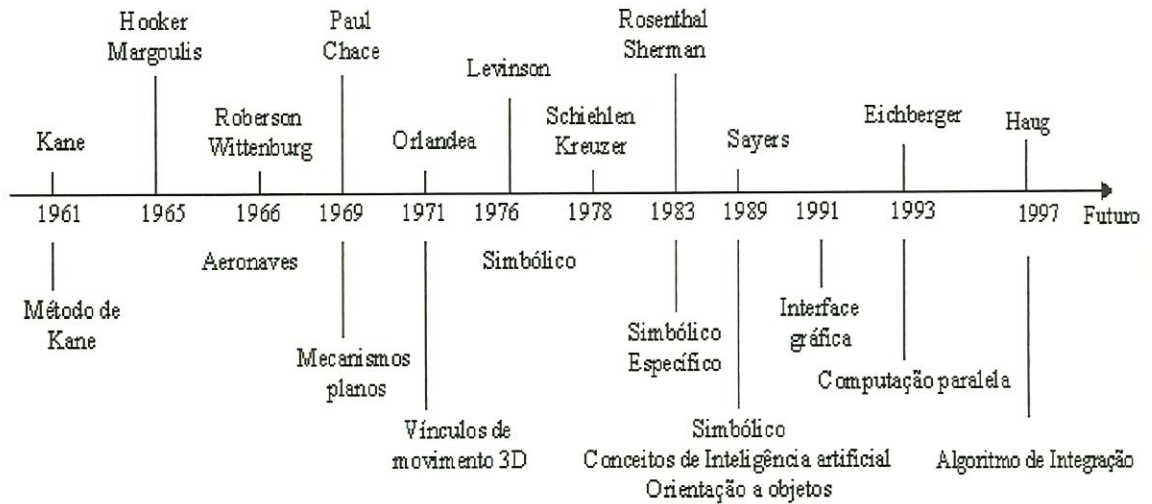 Hooker
Margoulis
Paul
Chace
Rosenthal
Sherman
Levinson
Kane
Roberson
Wittenburg
Orlandea
Schiehlen
Kreuzer
Sayers
Eichberger
Haug
1961 1965 1966 1969 1971 1976 1978 1983 1989 1991 1993 1997 Futuro
Aeronaves
Simbólico
Método de
Kane
Mecanismos
planos
Simbólico
Específico
Interface
gráfica
Computação paralela
Vínculos de
movimento 3D
Simbólico
Conceitos de Inteligência artificial
Orientação a objetos
Algoritmo de Integração